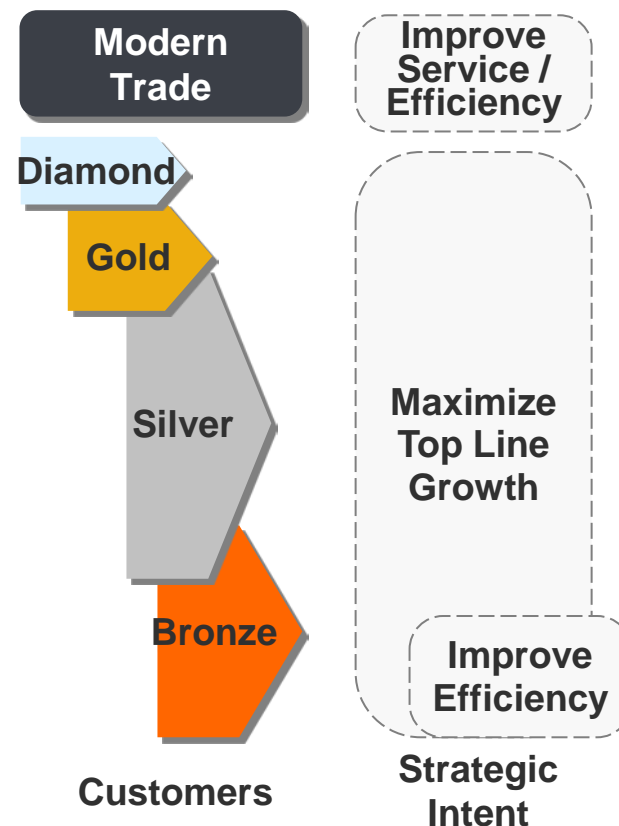 Modern
Trade
Improve
Service /
Efficiency
Diamond
Gold
Silver
Bronze
Maximize
Top Line
Growth
Improve
Efficiency
Customers
Strategic
Intent